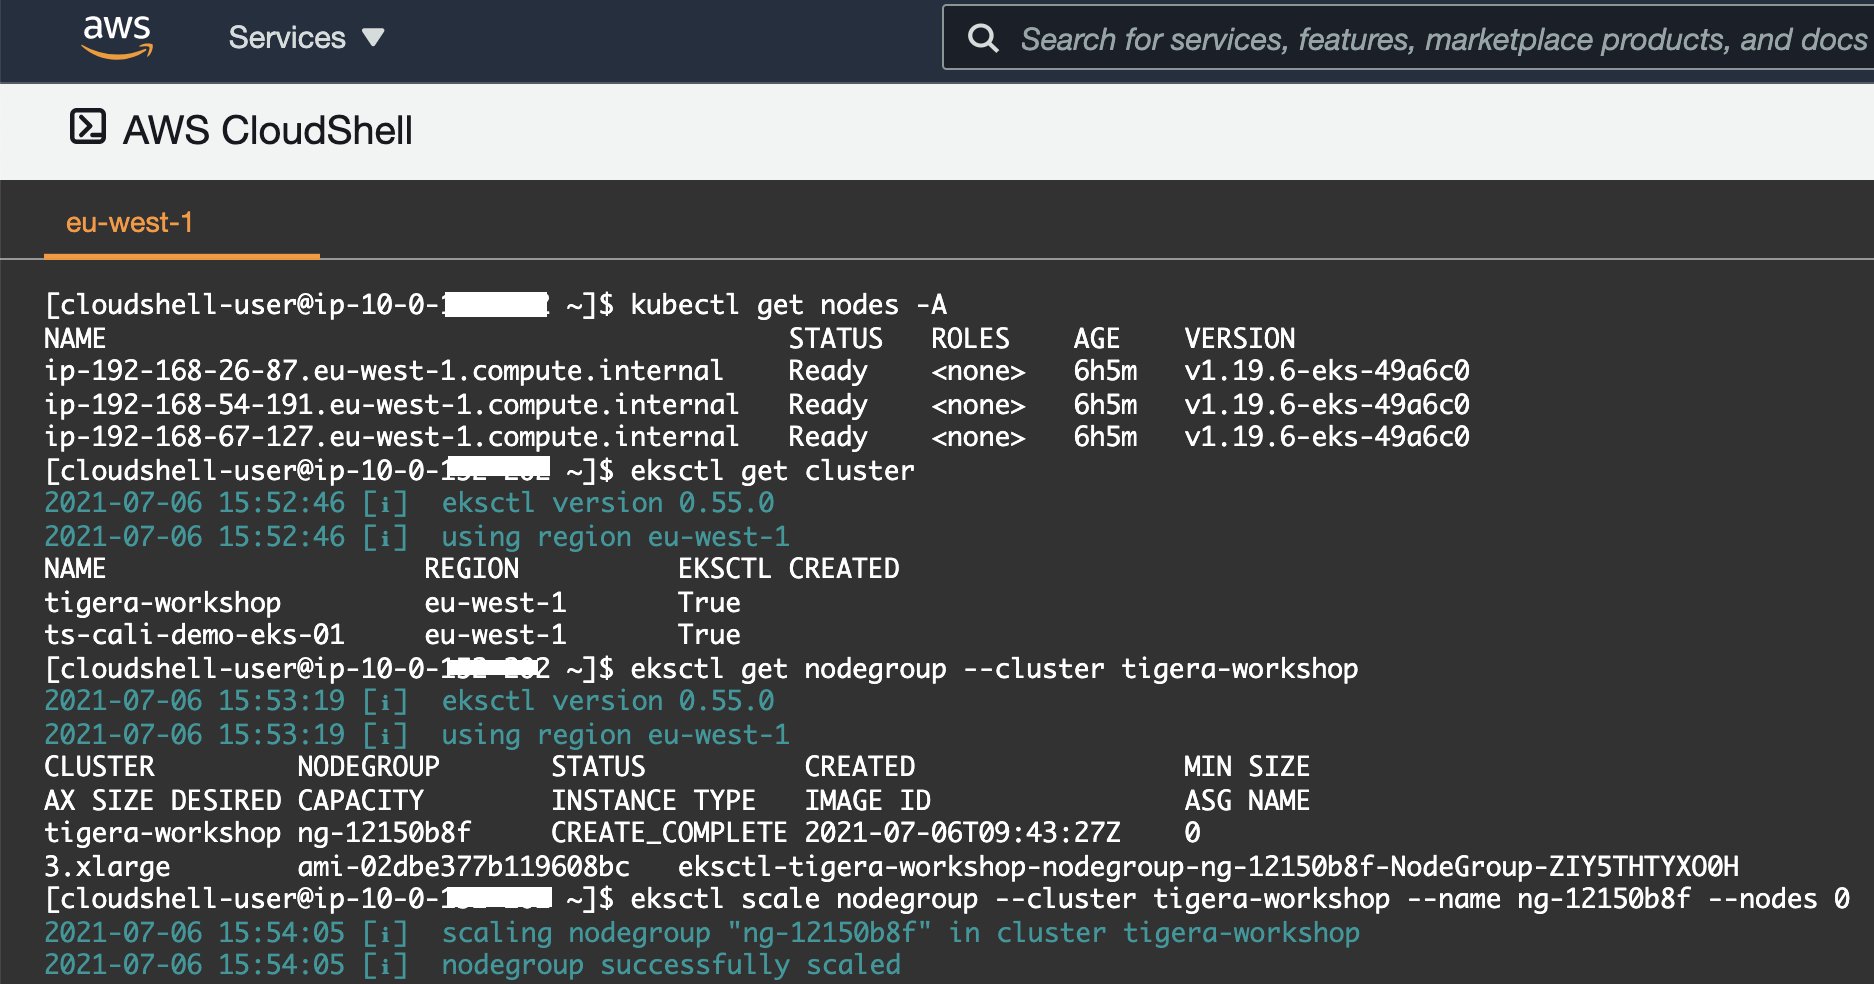 aws Services Search for services, features, marketplace products, and docs
AWS CloudShell
eu-west-1
[cloudshell-user@ip-10-0-1 ~]$ kubectl get nodes -A
NAME STATUS ROLES AGE VERSION
ip-192-168-26-87.eu-west-1.compute.internal Ready <none> 6h5m v1.19.6-eks-49a6c0
ip-192-168-54-191.eu-west-1.compute.internal Ready <none> 6h5m v1.19.6-eks-49a6c0
ip-192-168-67-127.eu-west-1.compute.internal Ready <none> 6h5m v1.19.6-eks-49a6c0
[cloudshell-user@ip-10-0- ~]$ eksctl get cluster
2021-07-06 15:52:46 [i] eksctl version 0.55.0
2021-07-06 15:52:46 [i] using region eu-west-1
NAME REGION EKSCTL CREATED
tigera-workshop eu-west-1 True
ts-cali-demo-eks-01 eu-west-1 True
[cloudshell-user@ip-10-0- ~]$ eksctl get nodegroup --cluster tigera-workshop
2021-07-06 15:53:19 [i] eksctl version 0.55.0
2021-07-06 15:53:19 [i] using region eu-west-1
CLUSTER NODEGROUP STATUS CREATED MIN SIZE
AX SIZE DESIRED CAPACITY INSTANCE TYPE IMAGE ID ASG NAME
tigera-workshop ng-12150b8f CREATE_COMPLETE 2021-07-06T09:43:27Z 0
3.xlarge ami-02dbe377b119608bc eksctl-tigera-workshop-nodegroup-ng-12150b8f-NodeGroup-ZIY5THTYXO0H
[cloudshell-user@ip-10-0- ~]$ eksctl scale nodegroup --cluster tigera-workshop --name ng-12150b8f --nodes 0
2021-07-06 15:54:05 [i] scaling nodegroup "ng-12150b8f" in cluster tigera-workshop
2021-07-06 15:54:05 [i] nodegroup successfully scaled